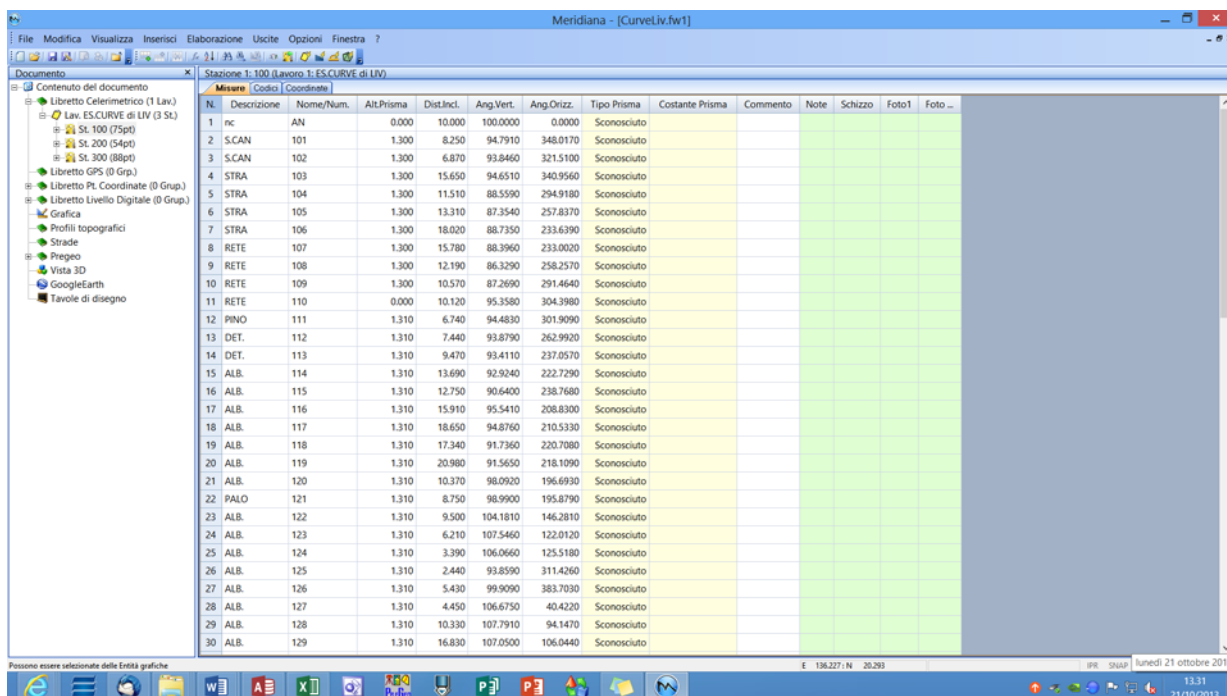 Meridiana - [CurveLiv.fw1]
File Modifica Visualizza Inserisci Elaborazione Uscite Opzioni Finestra ?
Documento
Contenuto del documento
Libretto Celerimetrico (1 Lav.)
Lav. ES.CURVE di LIV (3 St.)
St. 100 (75pt)
St. 200 (54pt)
St. 300 (88pt)
Libretto GPS (0 Grp.)
Libretto Pt. Coordinate (0 Grup.)
Libretto Livello Digitale (0 Grup.)
Grafica
Profili topografici
Strade
Pregeo
Vista 3D
GoogleEarth
Tavole di disegno
Stazione 1: 100 (Lavoro 1: ES.CURVE di LIV)
Misure Codici Coordinate
N. Descrizione Nome/Num. Alt.Prisma Dist.Incl. Ang.Vert. Ang.Orizz. Tipo Prisma Costante Prisma Commento Note Schizzo Foto1 Foto ...
1 nc AN 0.000 10.000 100.0000 0.0000 Sconosciuto
2 S.CAN 101 1.300 8.250 94.7910 348.0170 Sconosciuto
3 S.CAN 102 1.300 6.870 93.8460 321.5100 Sconosciuto
4 STRA 103 1.300 15.650 94.6510 340.9560 Sconosciuto
5 STRA 104 1.300 11.510 88.5590 294.9180 Sconosciuto
6 STRA 105 1.300 13.310 87.3540 257.8370 Sconosciuto
7 STRA 106 1.300 18.020 88.7350 233.6390 Sconosciuto
8 RETE 107 1.300 15.780 88.3960 233.0020 Sconosciuto
9 RETE 108 1.300 12.190 86.3290 258.2570 Sconosciuto
10 RETE 109 1.300 10.570 87.2690 291.4640 Sconosciuto
11 RETE 110 0.000 10.120 95.3580 304.3980 Sconosciuto
12 PINO 111 1.310 6.740 94.4830 301.9090 Sconosciuto
13 DET. 112 1.310 7.440 93.8790 262.9920 Sconosciuto
14 DET. 113 1.310 9.470 93.4110 237.0570 Sconosciuto
15 ALB. 114 1.310 13.690 92.9240 222.7290 Sconosciuto
16 ALB. 115 1.310 12.750 90.6400 238.7680 Sconosciuto
17 ALB. 116 1.310 15.910 95.5410 208.8300 Sconosciuto
18 ALB. 117 1.310 18.650 94.8760 210.5330 Sconosciuto
19 ALB. 118 1.310 17.340 91.7360 220.7080 Sconosciuto
20 ALB. 119 1.310 20.980 91.5650 218.1090 Sconosciuto
21 ALB. 120 1.310 10.370 98.0920 196.6930 Sconosciuto
22 PALO 121 1.310 8.750 98.9900 195.8790 Sconosciuto
23 ALB. 122 1.310 9.500 104.1810 146.2810 Sconosciuto
24 ALB. 123 1.310 6.210 107.5460 122.0120 Sconosciuto
25 ALB. 124 1.310 3.390 106.0660 125.5180 Sconosciuto
26 ALB. 125 1.310 2.440 93.8590 311.4260 Sconosciuto
27 ALB. 126 1.310 5.430 99.9090 383.7030 Sconosciuto
28 ALB. 127 1.310 4.450 106.6750 40.4220 Sconosciuto
29 ALB. 128 1.310 10.330 107.7910 94.1470 Sconosciuto
30 ALB. 129 1.310 16.830 107.0500 106.0440 Sconosciuto
Possono essere selezionate delle Entità grafiche
E 136.227 : N 20.293
IPR SNAP
lunedì 21 ottobre 201
13.31
21/10/201